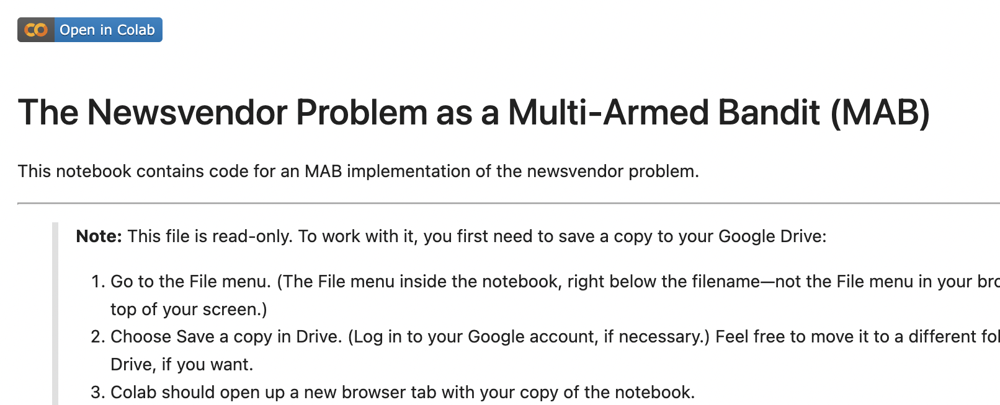 Open in Colab
The Newsvendor Problem as a Multi-Armed Bandit (MAB)
This notebook contains code for an MAB implementation of the newsvendor problem.
Note: This file is read-only. To work with it, you first need to save a copy to your Google Drive:
1. Go to the File menu. (The File menu inside the notebook, right below the filename—not the File menu in your
top of your screen.)
2. Choose Save a copy in Drive. (Log in to your Google account, if necessary.) Feel free to move it to a different
Drive, if you want.
3. Colab should open up a new browser tab with your copy of the notebook.